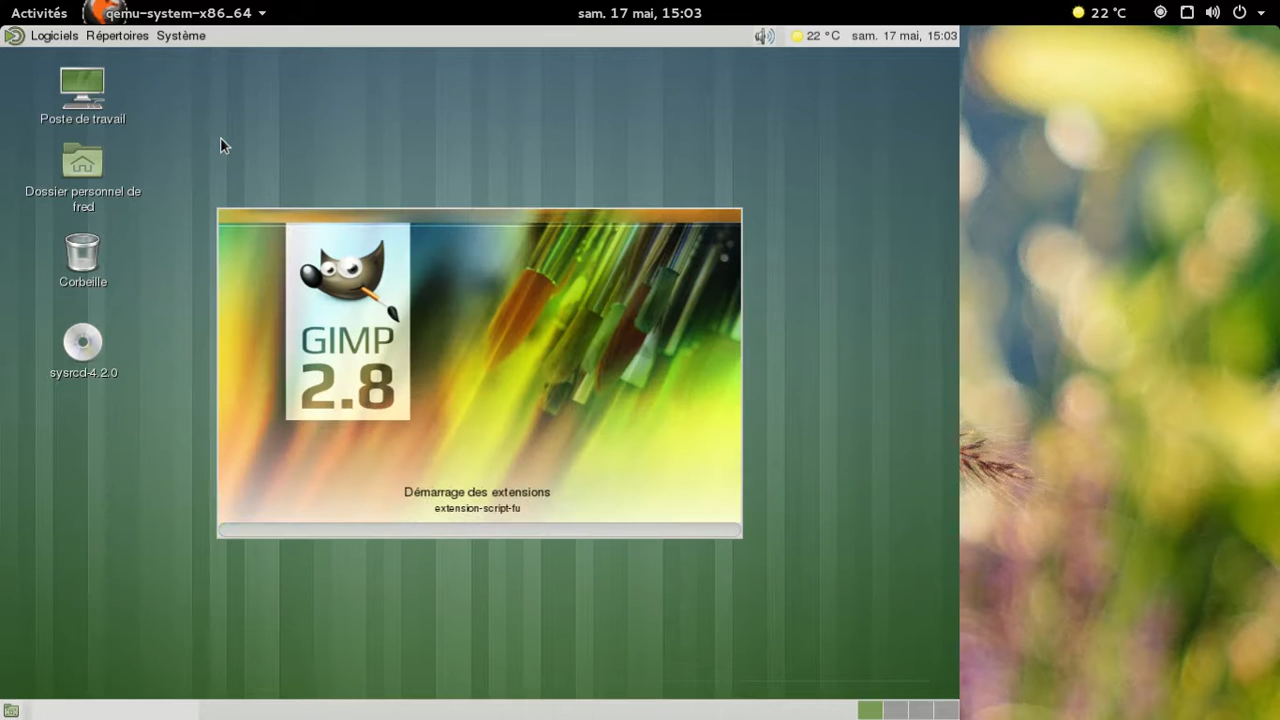 Activités qemu-system-x86_64 sam. 17 mai, 15:03 22 °C
Logiciels Répertoires Système 22 °C sam. 17 mai, 15:03
Poste de travail
Dossier personnel de
fred
Corbeille
sysrcd-4.2.0
GIMP
2.8
Démarrage des extensions
extension-script-fu